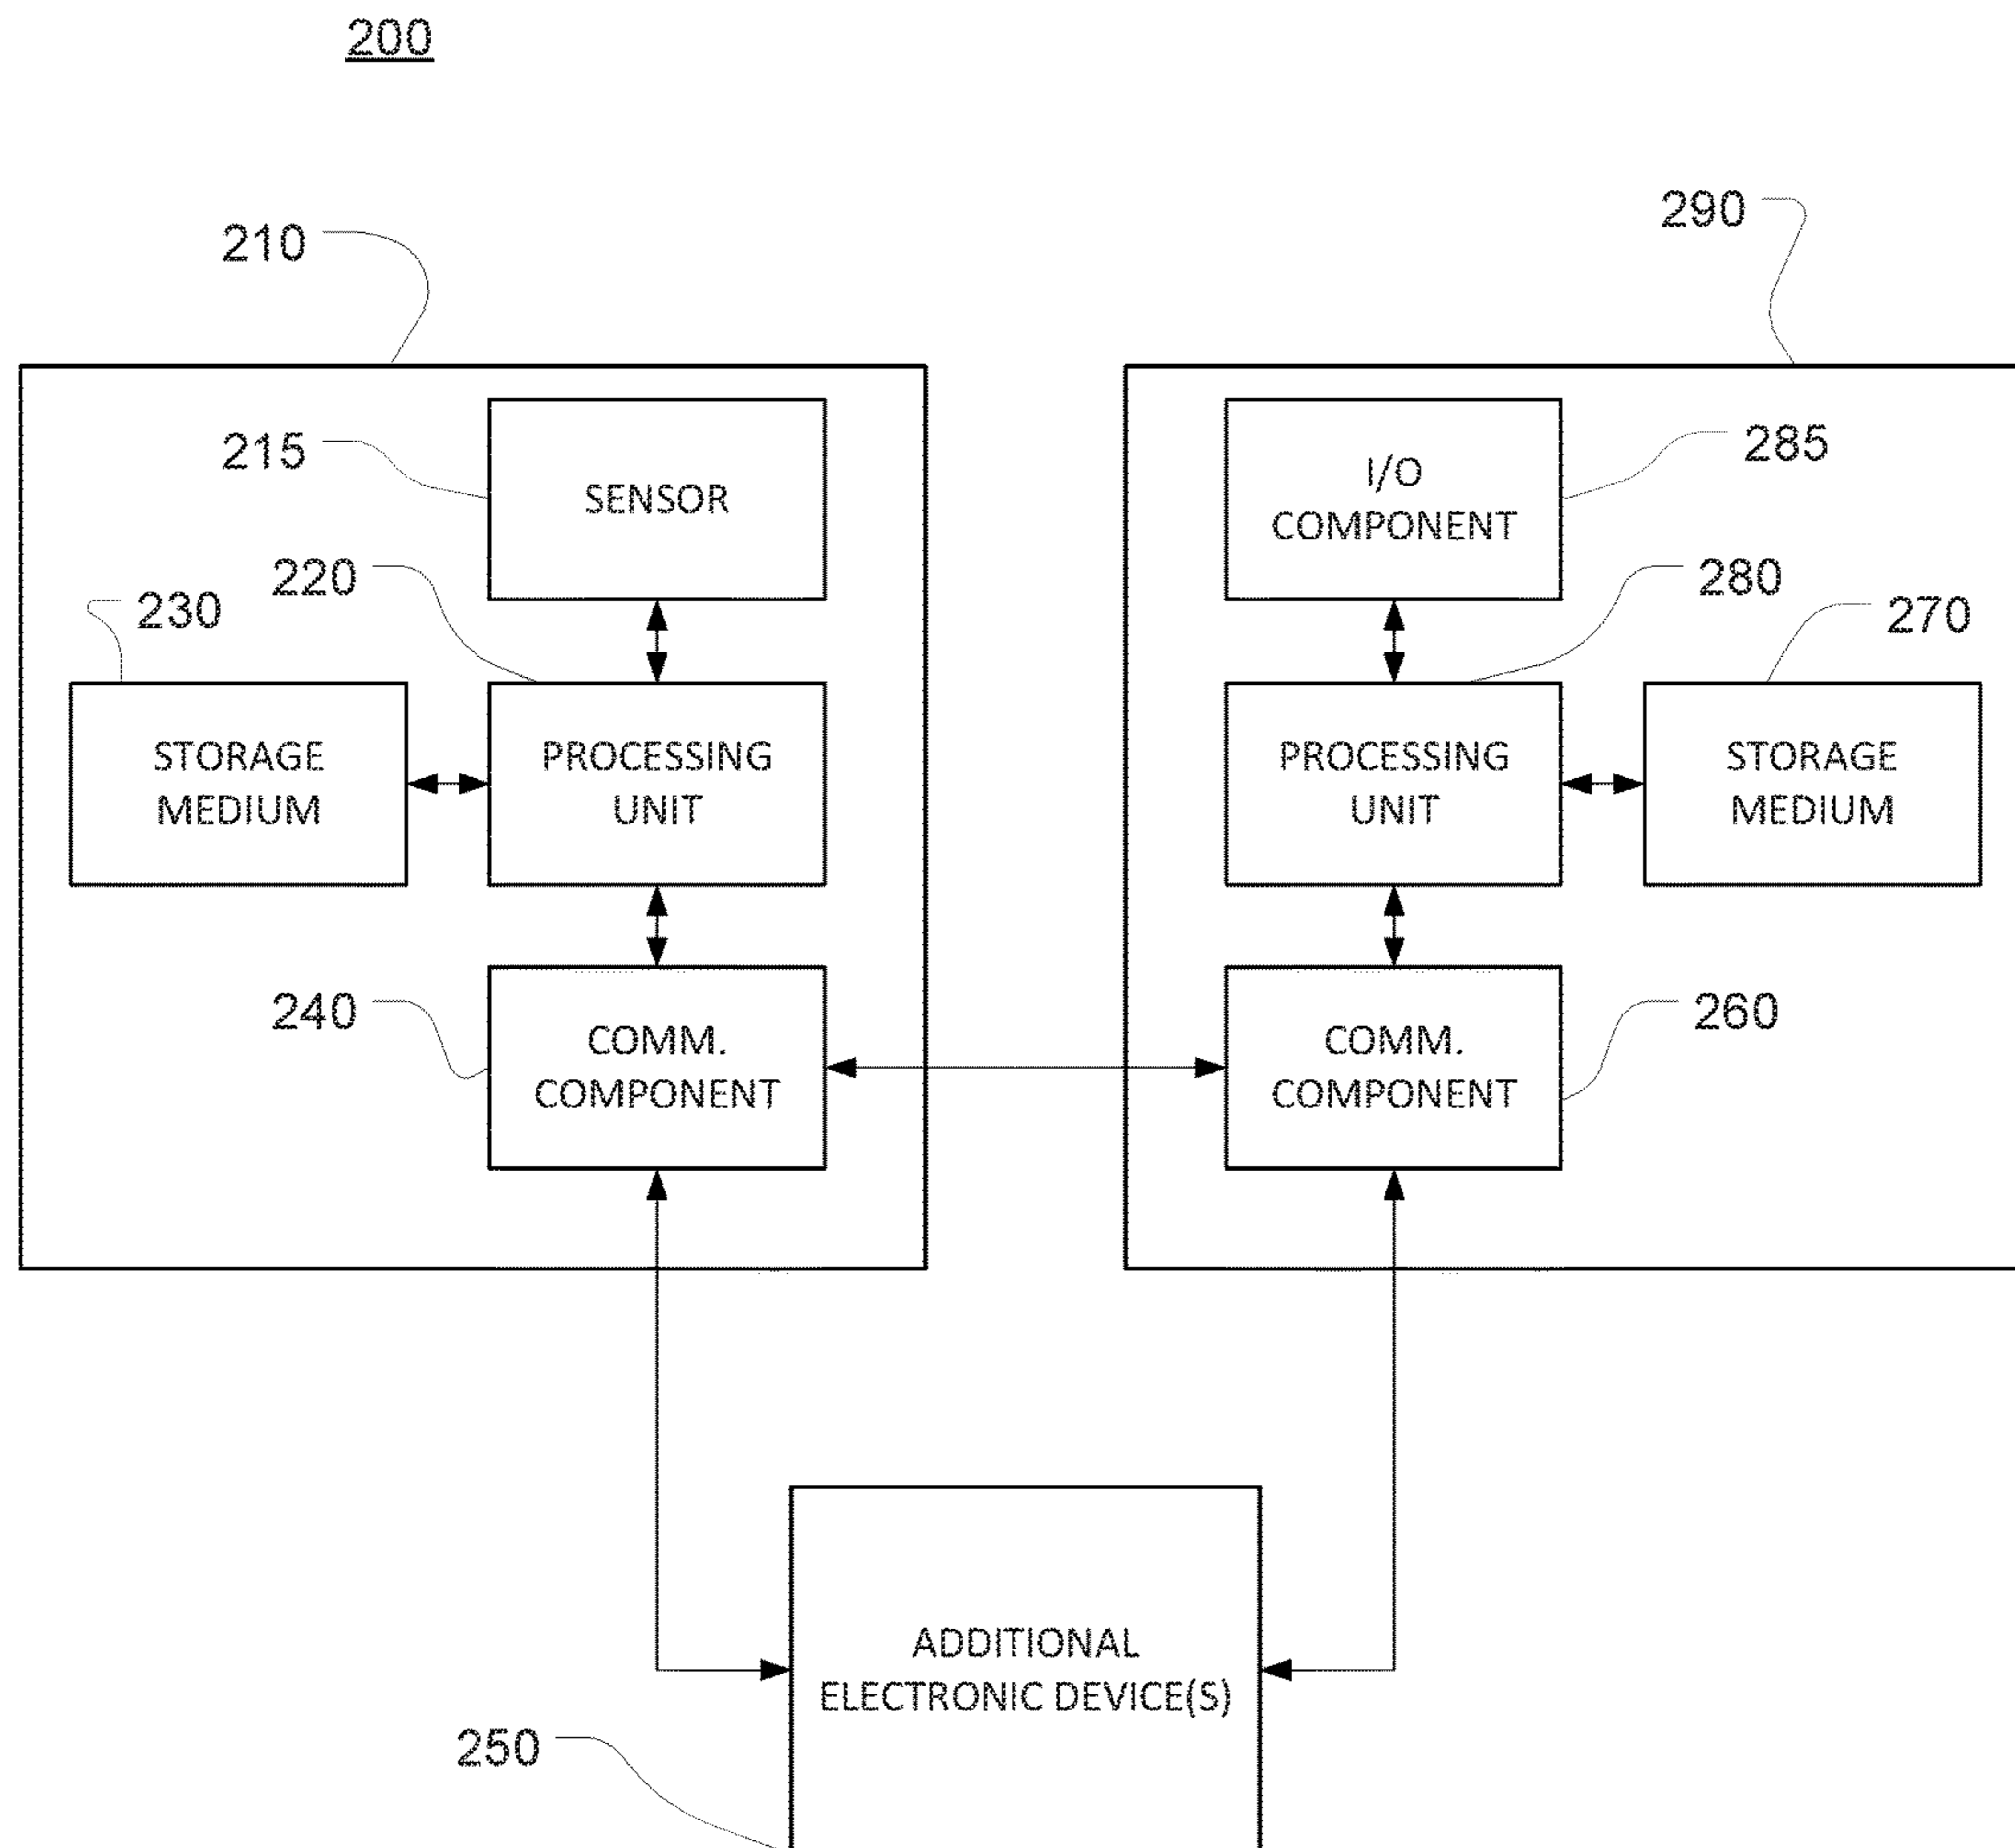 200
210
290
215
SENSOR
I/O
COMPONENT
285
220
280
230
270
STORAGE
MEDIUM
PROCESSING
UNIT
PROCESSING
UNIT
STORAGE
MEDIUM
240
COMM.
COMPONENT
COMM.
COMPONENT
260
ADDITIONAL
ELECTRONIC DEVICE(S)
250